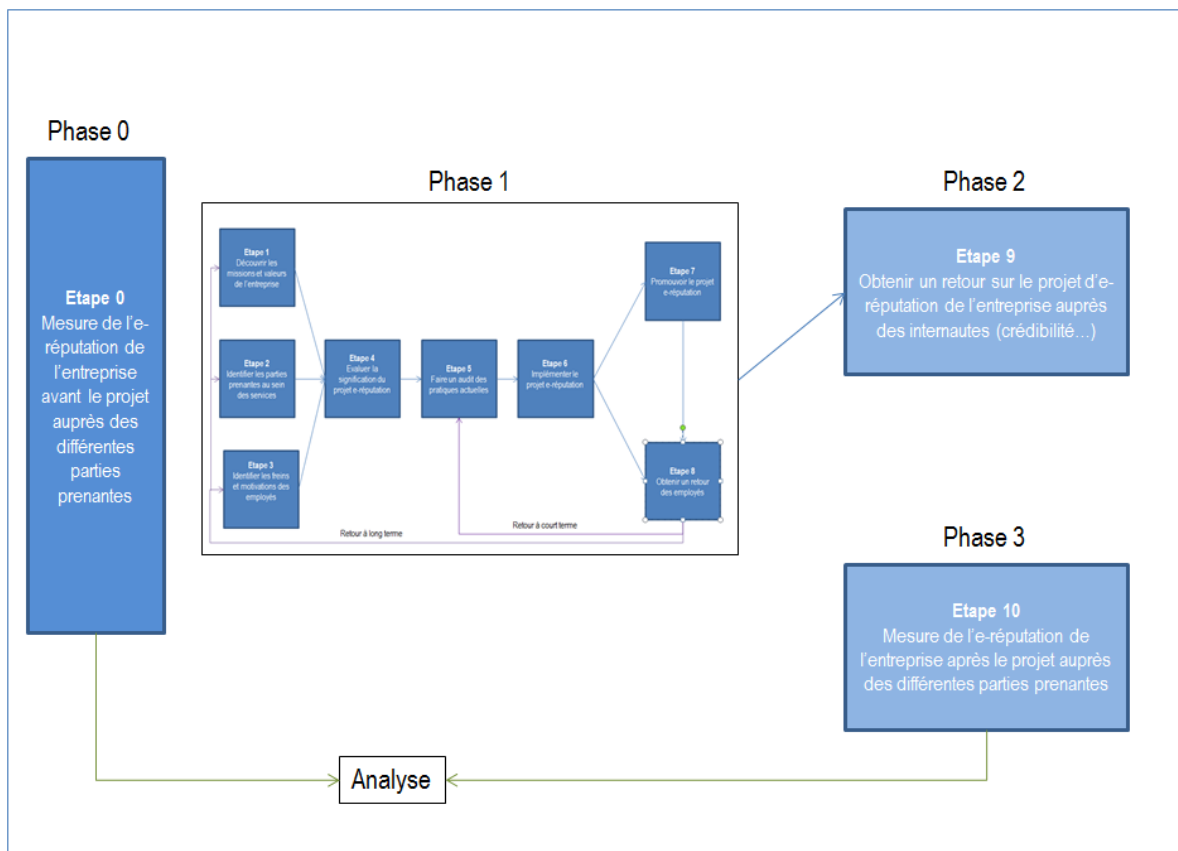 Phase 0
Etape 0
Mesure de l'e-
réputation de
l'entreprise
avant le projet
auprès des
différentes
parties
prenantes
Phase 1
Etape 1
Découvrir les
missions et valeurs
de l'entreprise
Etape 2
Identifier les parties
prenantes au sein
des services
Etape 3
Identifier les freins
et motivations des
employés
Etape 4
Evaluer la
signification du
projet e-réputation
Etape 5
Faire un audit des
pratiques actuelles
Etape 6
Implémenter le
projet e-réputation
Etape 7
Promouvoir le projet
e-réputation
Etape 8
Obtenir un retour
des employés
Retour à court terme
Retour à long terme
Phase 2
Etape 9
Obtenir un retour sur le projet d'e-
réputation de l'entreprise auprès
des internautes (crédibilité…)
Phase 3
Etape 10
Mesure de l'e-réputation de
l'entreprise après le projet auprès
des différentes parties prenantes
Analyse